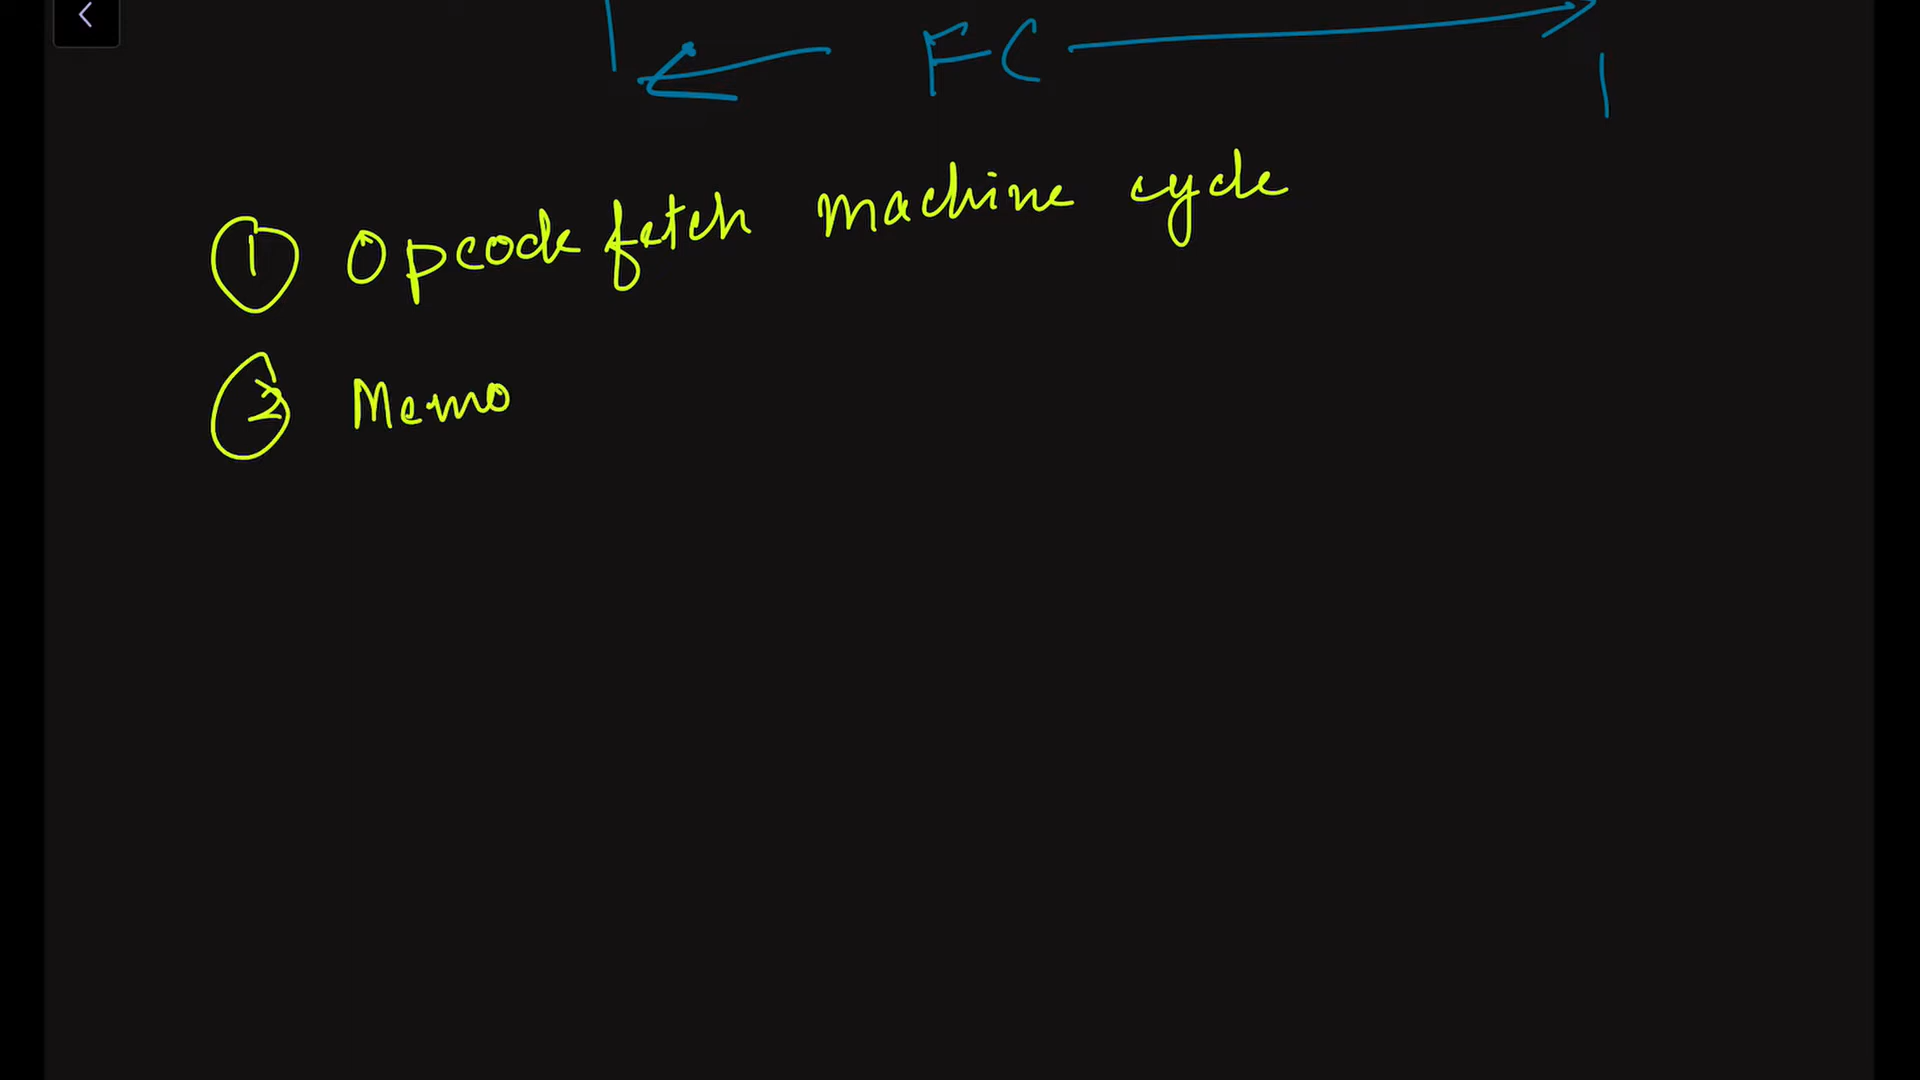 FC
① Opcode fetch machine cycle
② Memo